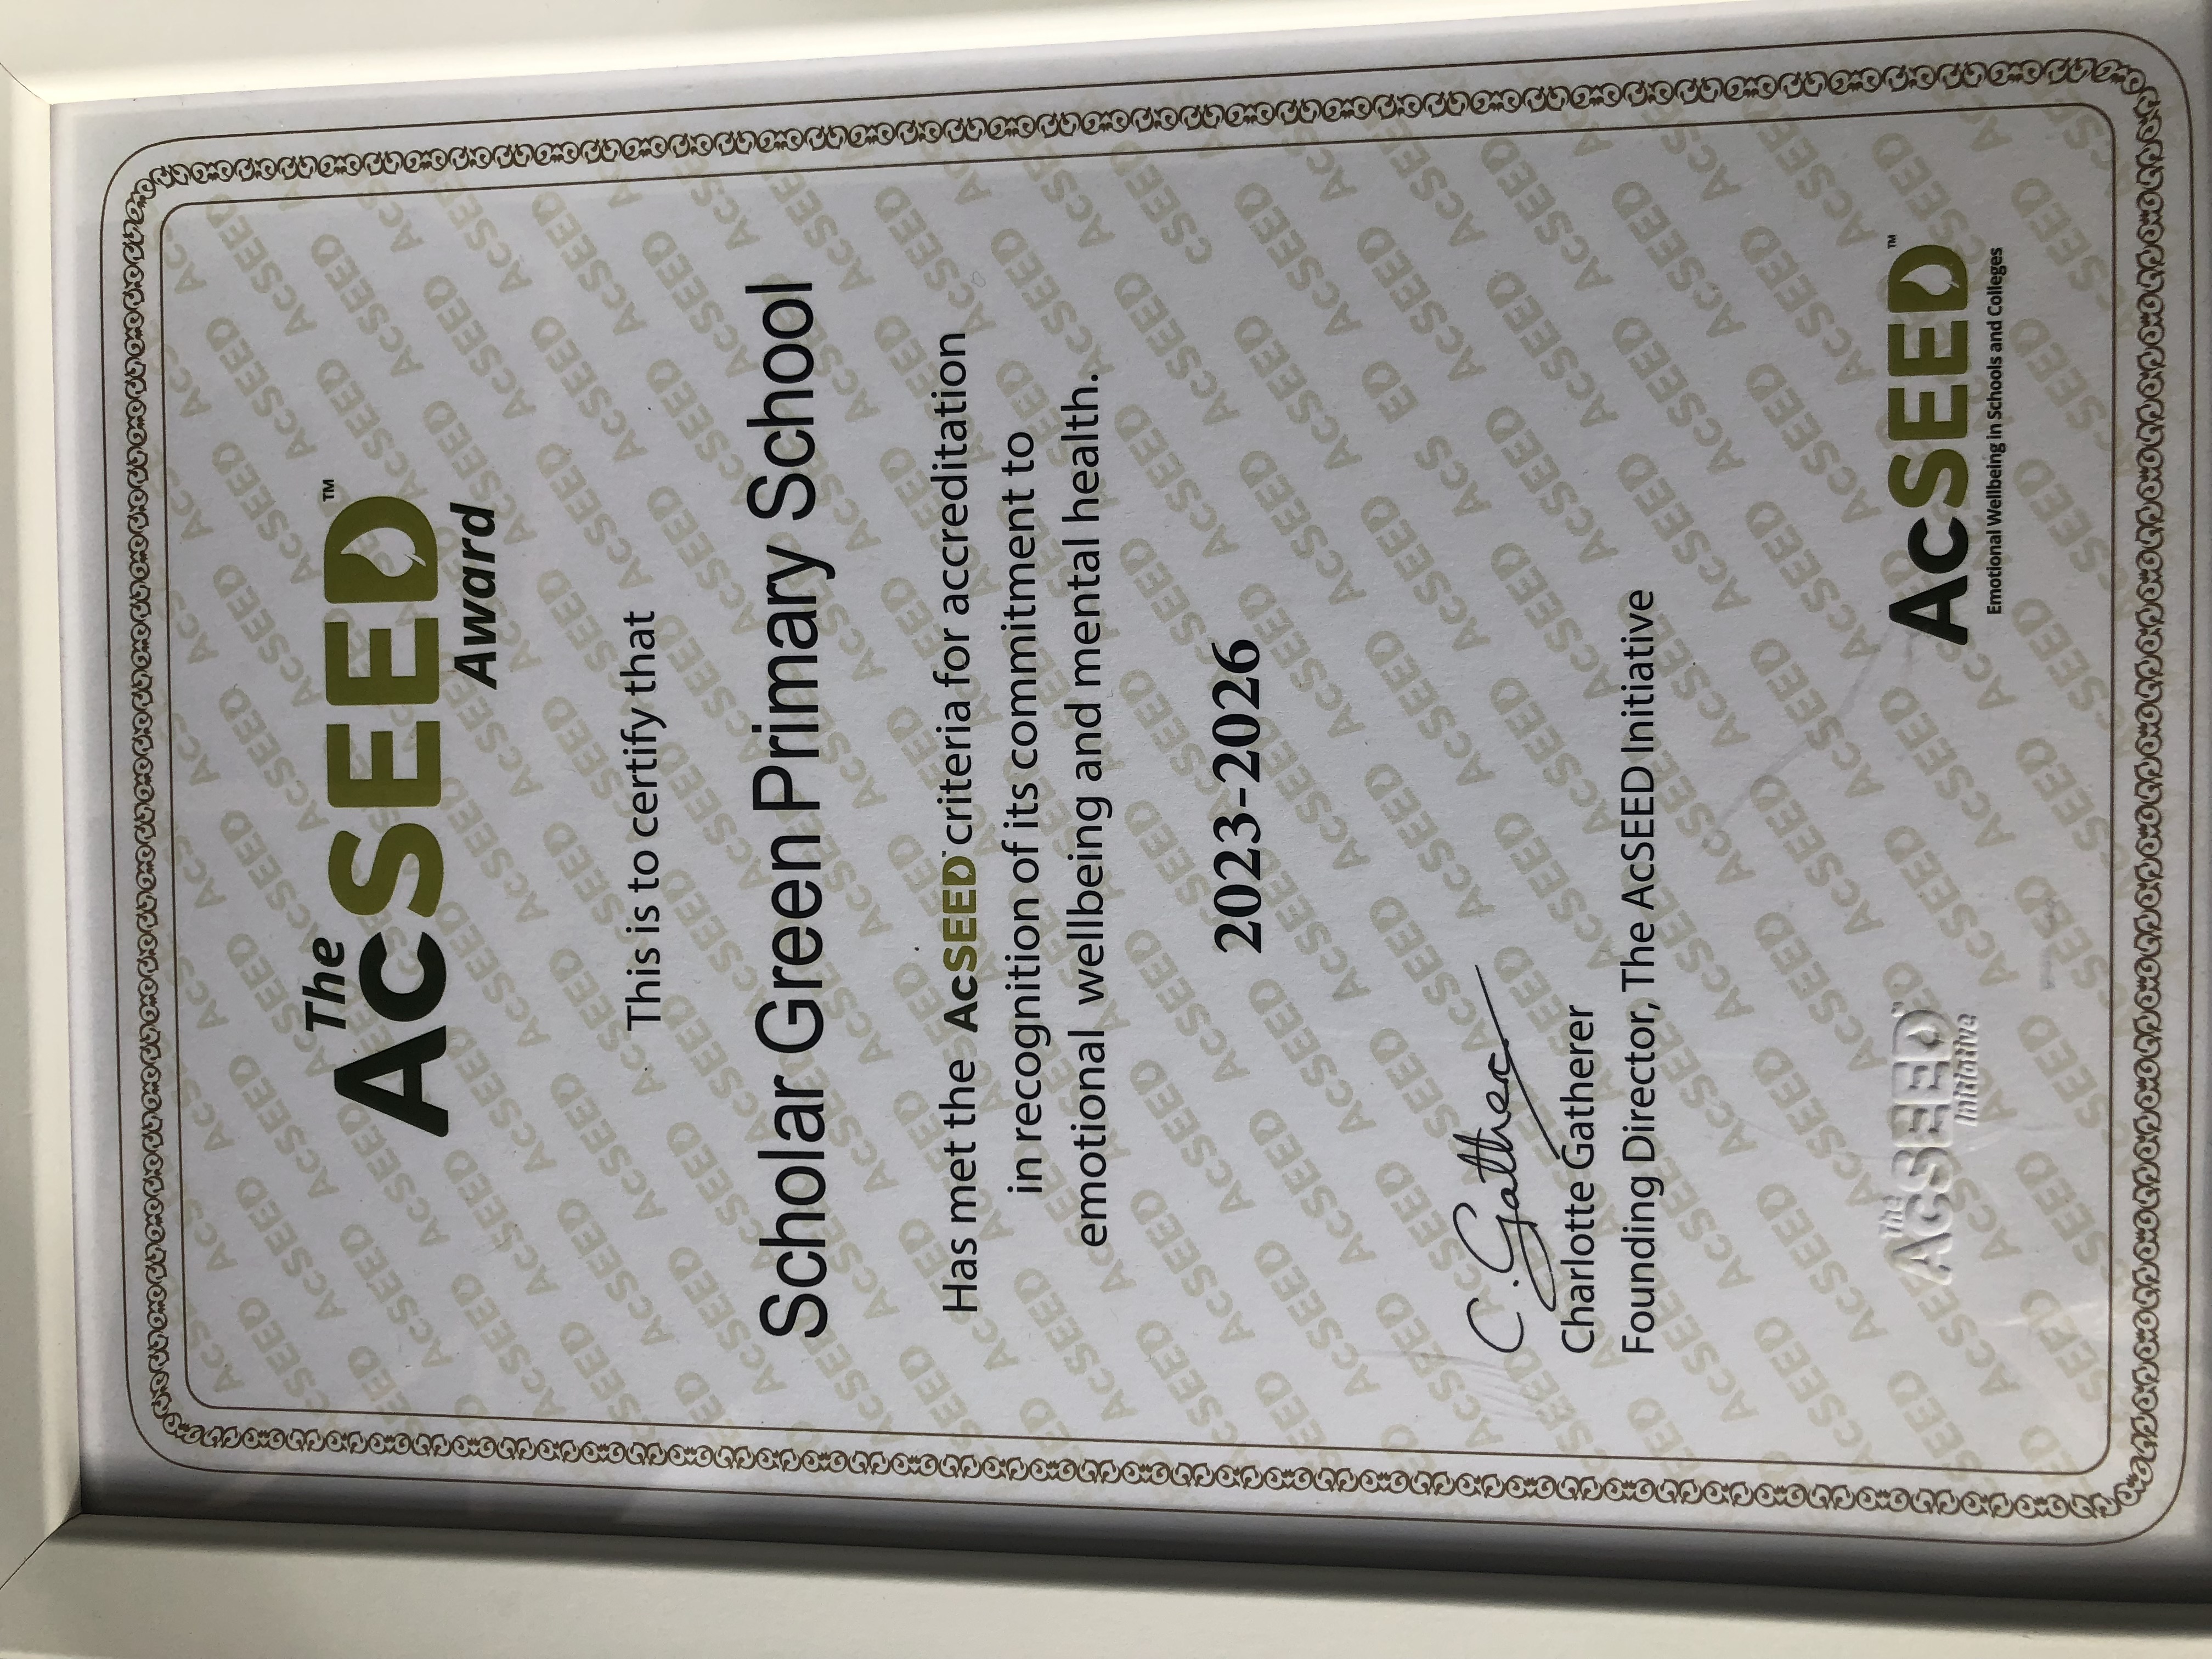 The
AcSEED™
Award
This is to certify that
Scholar Green Primary School
Has met the AcSEED™ criteria for accreditation
in recognition of its commitment to
emotional wellbeing and mental health.
2023-2026
C. Gatherer
Charlotte Gatherer
Founding Director, The AcSEED Initiative
The
AcSEED™
Initiative
AcSEED™
Emotional Wellbeing in Schools and Colleges